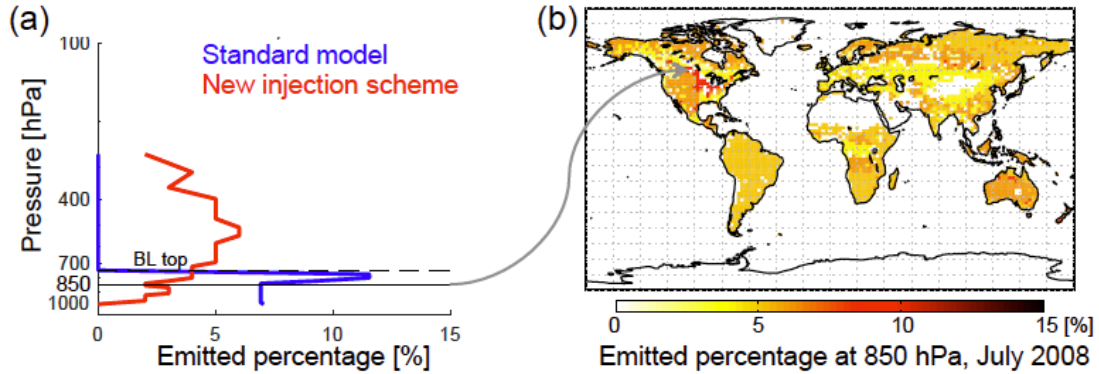 (a)
100
Standard model
New injection scheme
Pressure [hPa]
400
700
BL top
850
1000
0
5
10
15
Emitted percentage [%]
(b)
0
5
10
15 [%]
Emitted percentage at 850 hPa, July 2008